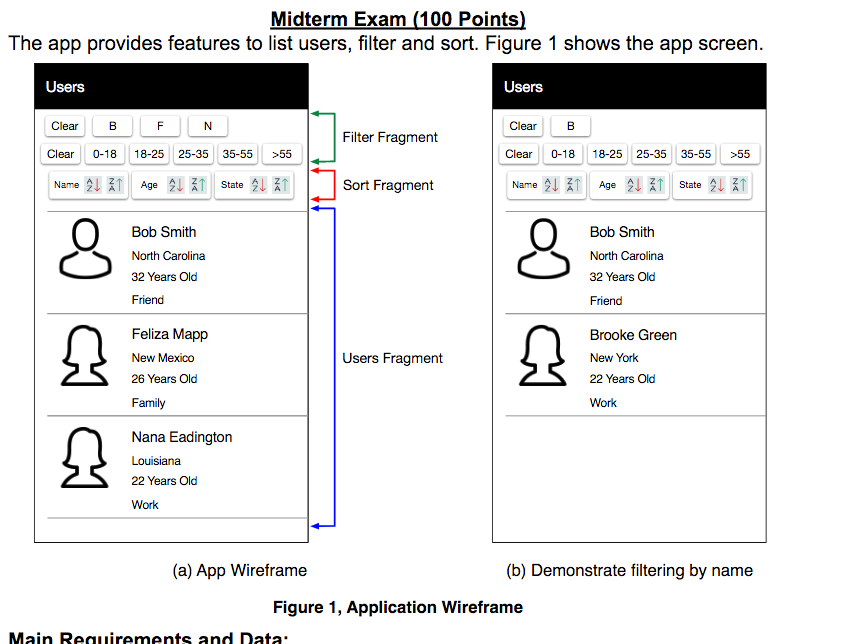 Midterm Exam (100 Points)
The app provides features to list users, filter and sort. Figure 1 shows the app screen.
Users
Clear B F N
Clear 0-18 18-25 25-35 35-55 >55
Name A Z Z A Age A Z Z A State A Z Z A
Bob Smith
North Carolina
32 Years Old
Friend
Feliza Mapp
New Mexico
26 Years Old
Family
Nana Eadington
Louisiana
22 Years Old
Work
Filter Fragment
Sort Fragment
Users Fragment
Users
Clear B
Clear 0-18 18-25 25-35 35-55 >55
Name A Z Z A Age A Z Z A State A Z Z A
Bob Smith
North Carolina
32 Years Old
Friend
Brooke Green
New York
22 Years Old
Work
(a) App Wireframe
(b) Demonstrate filtering by name
Figure 1, Application Wireframe
Main Requirements and Data: